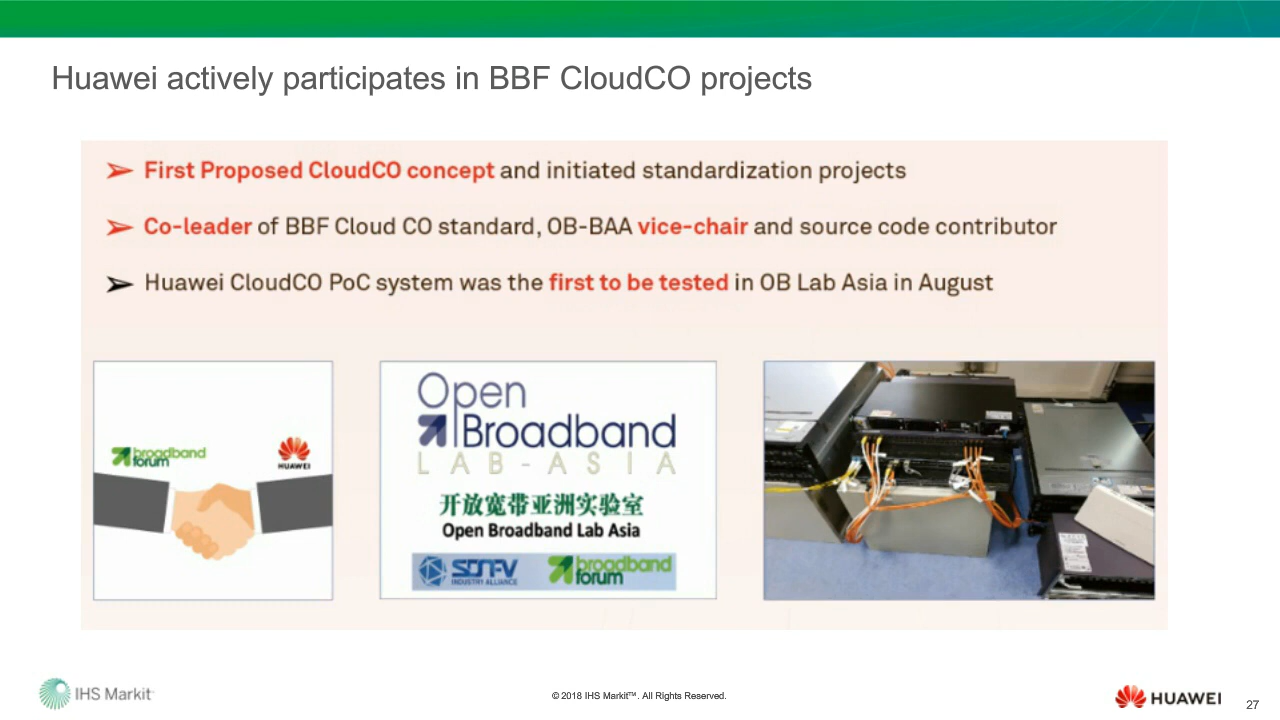 Huawei actively participates in BBF CloudCO projects
➢ First Proposed CloudCO concept and initiated standardization projects
➢ Co-leader of BBF Cloud CO standard, OB-BAA vice-chair and source code contributor
➢ Huawei CloudCO PoC system was the first to be tested in OB Lab Asia in August
broadband
forum
HUAWEI
Open
Broadband
LAB-ASIA
开放宽带亚洲实验室
Open Broadband Lab Asia
SDNFV
INDUSTRY ALLIANCE
broadband
forum
IHS Markit™
© 2018 IHS Markit™. All Rights Reserved.
HUAWEI
27